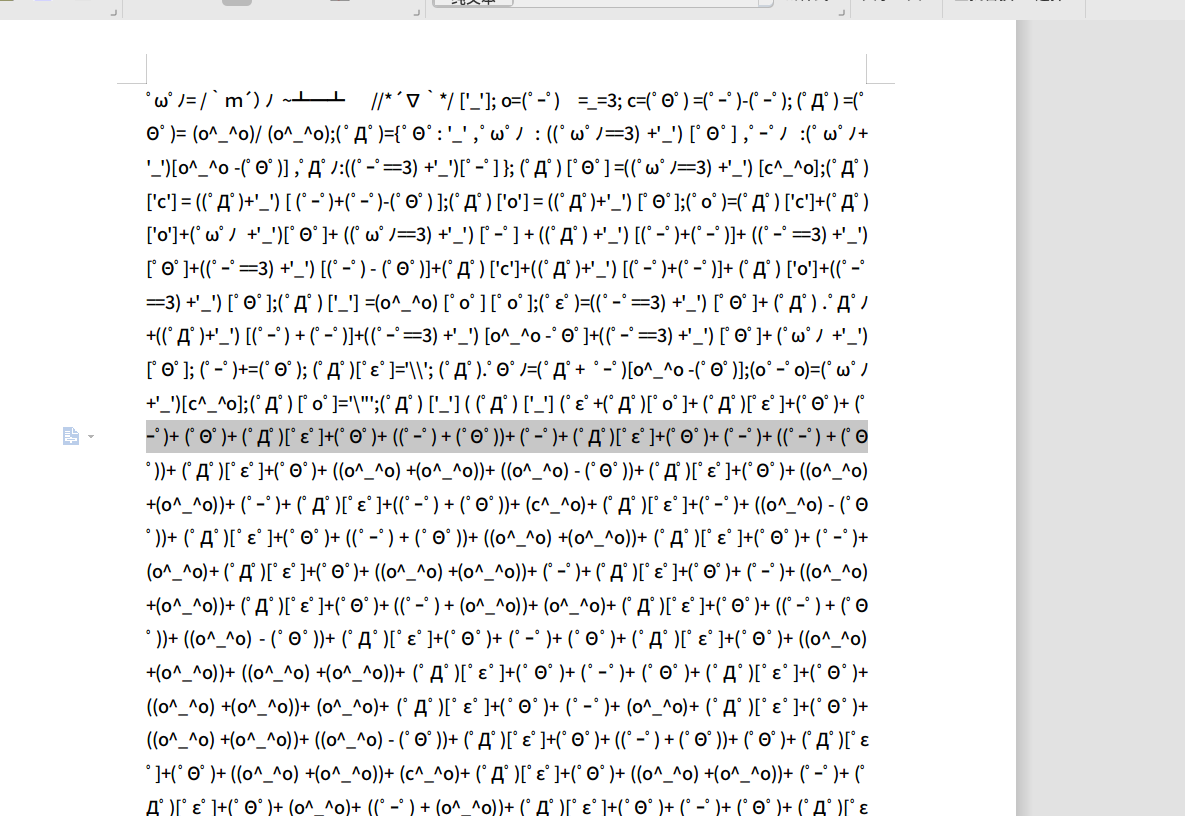 ﾟωﾟﾉ= /｀ｍ´）ﾉ ~┻━┻   //*´∇｀*/ ['_']; o=(ﾟｰﾟ)  =_=3; c=(ﾟΘﾟ) =(ﾟｰﾟ)-(ﾟｰﾟ); (ﾟДﾟ) =(ﾟ
Θﾟ)= (o^_^o)/ (o^_^o);(ﾟДﾟ)={ﾟΘﾟ: '_' ,ﾟωﾟﾉ : ((ﾟωﾟﾉ==3) +'_') [ﾟΘﾟ] ,ﾟｰﾟﾉ :(ﾟωﾟﾉ+
'_')[o^_^o -(ﾟΘﾟ)] ,ﾟДﾟﾉ:((ﾟｰﾟ==3) +'_')[ﾟｰﾟ] }; (ﾟДﾟ) [ﾟΘﾟ] =((ﾟωﾟﾉ==3) +'_') [c^_^o];(ﾟДﾟ)
['c'] = ((ﾟДﾟ)+'_') [ (ﾟｰﾟ)+(ﾟｰﾟ)-(ﾟΘﾟ) ];(ﾟДﾟ) ['o'] = ((ﾟДﾟ)+'_') [ﾟΘﾟ];(ﾟoﾟ)=(ﾟДﾟ) ['c']+(ﾟДﾟ)
['o']+(ﾟωﾟﾉ +'_')[ﾟΘﾟ]+ ((ﾟωﾟﾉ==3) +'_') [ﾟｰﾟ] + ((ﾟДﾟ) +'_') [(ﾟｰﾟ)+(ﾟｰﾟ)]+ ((ﾟｰﾟ==3) +'_')
[ﾟΘﾟ]+((ﾟｰﾟ==3) +'_') [(ﾟｰﾟ) - (ﾟΘﾟ)]+(ﾟДﾟ) ['c']+((ﾟДﾟ)+'_') [(ﾟｰﾟ)+(ﾟｰﾟ)]+ (ﾟДﾟ) ['o']+((ﾟｰﾟ
==3) +'_') [ﾟΘﾟ];(ﾟДﾟ) ['_'] =(o^_^o) [ﾟoﾟ] [ﾟoﾟ];(ﾟεﾟ)=((ﾟｰﾟ==3) +'_') [ﾟΘﾟ]+ (ﾟДﾟ) .ﾟДﾟﾉ
+((ﾟДﾟ)+'_') [(ﾟｰﾟ) + (ﾟｰﾟ)]+((ﾟｰﾟ==3) +'_') [o^_^o -ﾟΘﾟ]+((ﾟｰﾟ==3) +'_') [ﾟΘﾟ]+ (ﾟωﾟﾉ +'_')
[ﾟΘﾟ]; (ﾟｰﾟ)+=(ﾟΘﾟ); (ﾟДﾟ)[ﾟεﾟ]='\\'; (ﾟДﾟ).ﾟΘﾟﾉ=(ﾟДﾟ+ ﾟｰﾟ)[o^_^o -(ﾟΘﾟ)];(oﾟｰﾟo)=(ﾟωﾟﾉ
+'_')[c^_^o];(ﾟДﾟ) [ﾟoﾟ]='\"';(ﾟДﾟ) ['_'] ( (ﾟДﾟ) ['_'] (ﾟεﾟ+(ﾟДﾟ)[ﾟoﾟ]+ (ﾟДﾟ)[ﾟεﾟ]+(ﾟΘﾟ)+ (ﾟ
ｰﾟ)+ (ﾟΘﾟ)+ (ﾟДﾟ)[ﾟεﾟ]+(ﾟΘﾟ)+ ((ﾟｰﾟ) + (ﾟΘﾟ))+ (ﾟｰﾟ)+ (ﾟДﾟ)[ﾟεﾟ]+(ﾟΘﾟ)+ (ﾟｰﾟ)+ ((ﾟｰﾟ) + (ﾟΘ
ﾟ))+ (ﾟДﾟ)[ﾟεﾟ]+(ﾟΘﾟ)+ ((o^_^o) +(o^_^o))+ ((o^_^o) - (ﾟΘﾟ))+ (ﾟДﾟ)[ﾟεﾟ]+(ﾟΘﾟ)+ ((o^_^o)
+(o^_^o))+ (ﾟｰﾟ)+ (ﾟДﾟ)[ﾟεﾟ]+((ﾟｰﾟ) + (ﾟΘﾟ))+ (c^_^o)+ (ﾟДﾟ)[ﾟεﾟ]+(ﾟｰﾟ)+ ((o^_^o) - (ﾟΘ
ﾟ))+ (ﾟДﾟ)[ﾟεﾟ]+(ﾟΘﾟ)+ ((ﾟｰﾟ) + (ﾟΘﾟ))+ ((o^_^o) +(o^_^o))+ (ﾟДﾟ)[ﾟεﾟ]+(ﾟΘﾟ)+ (ﾟｰﾟ)+
(o^_^o)+ (ﾟДﾟ)[ﾟεﾟ]+(ﾟΘﾟ)+ ((o^_^o) +(o^_^o))+ (ﾟｰﾟ)+ (ﾟДﾟ)[ﾟεﾟ]+(ﾟΘﾟ)+ (ﾟｰﾟ)+ ((o^_^o)
+(o^_^o))+ (ﾟДﾟ)[ﾟεﾟ]+(ﾟΘﾟ)+ ((ﾟｰﾟ) + (o^_^o))+ (o^_^o)+ (ﾟДﾟ)[ﾟεﾟ]+(ﾟΘﾟ)+ ((ﾟｰﾟ) + (ﾟΘ
ﾟ))+ ((o^_^o) - (ﾟΘﾟ))+ (ﾟДﾟ)[ﾟεﾟ]+(ﾟΘﾟ)+ (ﾟｰﾟ)+ (ﾟΘﾟ)+ (ﾟДﾟ)[ﾟεﾟ]+(ﾟΘﾟ)+ ((o^_^o)
+(o^_^o))+ ((o^_^o) +(o^_^o))+ (ﾟДﾟ)[ﾟεﾟ]+(ﾟΘﾟ)+ (ﾟｰﾟ)+ (ﾟΘﾟ)+ (ﾟДﾟ)[ﾟεﾟ]+(ﾟΘﾟ)+
((o^_^o) +(o^_^o))+ (o^_^o)+ (ﾟДﾟ)[ﾟεﾟ]+(ﾟΘﾟ)+ (ﾟｰﾟ)+ (o^_^o)+ (ﾟДﾟ)[ﾟεﾟ]+(ﾟΘﾟ)+
((o^_^o) +(o^_^o))+ ((o^_^o) - (ﾟΘﾟ))+ (ﾟДﾟ)[ﾟεﾟ]+(ﾟΘﾟ)+ ((ﾟｰﾟ) + (ﾟΘﾟ))+ (ﾟΘﾟ)+ (ﾟДﾟ)[ﾟε
ﾟ]+(ﾟΘﾟ)+ ((o^_^o) +(o^_^o))+ (c^_^o)+ (ﾟДﾟ)[ﾟεﾟ]+(ﾟΘﾟ)+ ((o^_^o) +(o^_^o))+ (ﾟｰﾟ)+ (ﾟ
Дﾟ)[ﾟεﾟ]+(ﾟΘﾟ)+ (o^_^o)+ ((ﾟｰﾟ) + (o^_^o))+ (ﾟДﾟ)[ﾟεﾟ]+(ﾟΘﾟ)+ (ﾟｰﾟ)+ (ﾟΘﾟ)+ (ﾟДﾟ)[ﾟε